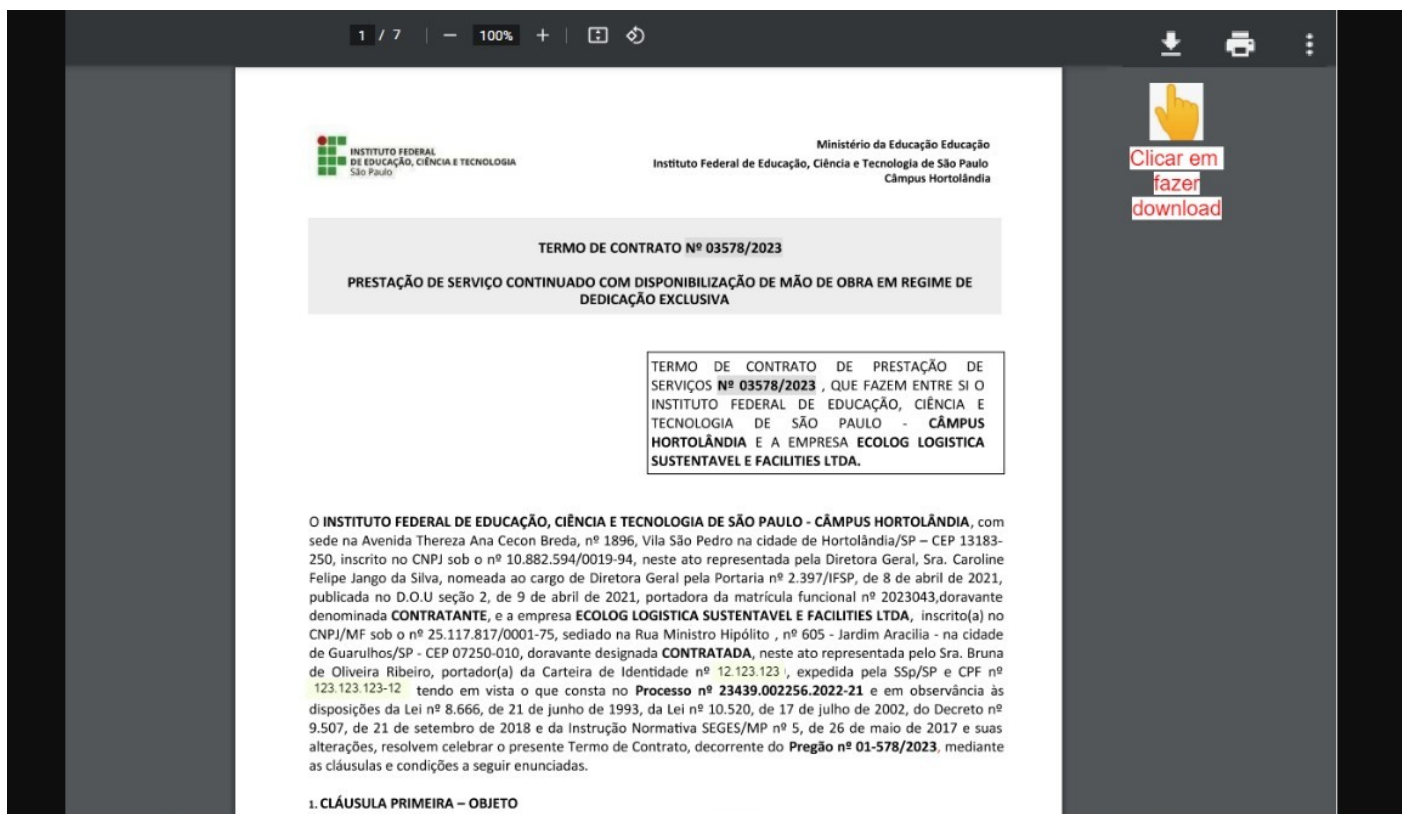 1 / 7 | − 100% + |
INSTITUTO FEDERAL
DE EDUCAÇÃO, CIÊNCIA E TECNOLOGIA
São Paulo
Ministério da Educação Educação
Instituto Federal de Educação, Ciência e Tecnologia de São Paulo
Câmpus Hortolândia
Clicar em
fazer
download
TERMO DE CONTRATO Nº 03578/2023
PRESTAÇÃO DE SERVIÇO CONTINUADO COM DISPONIBILIZAÇÃO DE MÃO DE OBRA EM REGIME DE
DEDICAÇÃO EXCLUSIVA
TERMO DE CONTRATO DE PRESTAÇÃO DE
SERVIÇOS Nº 03578/2023 , QUE FAZEM ENTRE SI O
INSTITUTO FEDERAL DE EDUCAÇÃO, CIÊNCIA E
TECNOLOGIA DE SÃO PAULO - CÂMPUS
HORTOLÂNDIA E A EMPRESA ECOLOG LOGISTICA
SUSTENTAVEL E FACILITIES LTDA.
O INSTITUTO FEDERAL DE EDUCAÇÃO, CIÊNCIA E TECNOLOGIA DE SÃO PAULO - CÂMPUS HORTOLÂNDIA, com
sede na Avenida Thereza Ana Cecon Breda, nº 1896, Vila São Pedro na cidade de Hortolândia/SP – CEP 13183-
250, inscrito no CNPJ sob o nº 10.882.594/0019-94, neste ato representada pela Diretora Geral, Sra. Caroline
Felipe Jango da Silva, nomeada ao cargo de Diretora Geral pela Portaria nº 2.397/IFSP, de 8 de abril de 2021,
publicada no D.O.U seção 2, de 9 de abril de 2021, portadora da matrícula funcional nº 2023043,doravante
denominada CONTRATANTE, e a empresa ECOLOG LOGISTICA SUSTENTAVEL E FACILITIES LTDA, inscrito(a) no
CNPJ/MF sob o nº 25.117.817/0001-75, sediado na Rua Ministro Hipólito , nº 605 - Jardim Aracilia - na cidade
de Guarulhos/SP - CEP 07250-010, doravante designada CONTRATADA, neste ato representada pelo Sra. Bruna
de Oliveira Ribeiro, portador(a) da Carteira de Identidade nº 12.123.123 , expedida pela SSp/SP e CPF nº
123.123.123-12 tendo em vista o que consta no Processo nº 23439.002256.2022-21 e em observância às
disposições da Lei nº 8.666, de 21 de junho de 1993, da Lei nº 10.520, de 17 de julho de 2002, do Decreto nº
9.507, de 21 de setembro de 2018 e da Instrução Normativa SEGES/MP nº 5, de 26 de maio de 2017 e suas
alterações, resolvem celebrar o presente Termo de Contrato, decorrente do Pregão nº 01-578/2023, mediante
as cláusulas e condições a seguir enunciadas.
1. CLÁUSULA PRIMEIRA – OBJETO